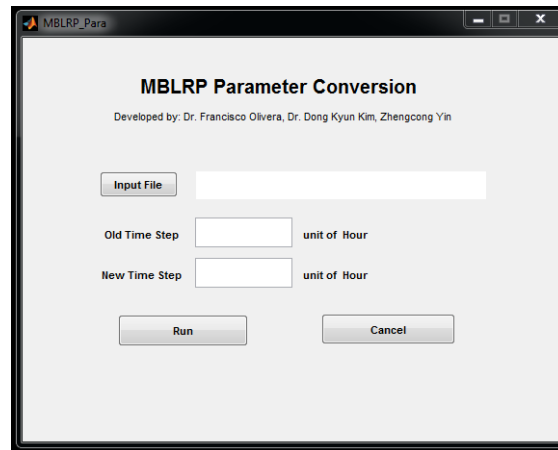 MBLRP_Para
MBLRP Parameter Conversion
Developed by: Dr. Francisco Olivera, Dr. Dong Kyun Kim, Zhengcong Yin
Input File
Old Time Step unit of Hour
New Time Step unit of Hour
Run Cancel